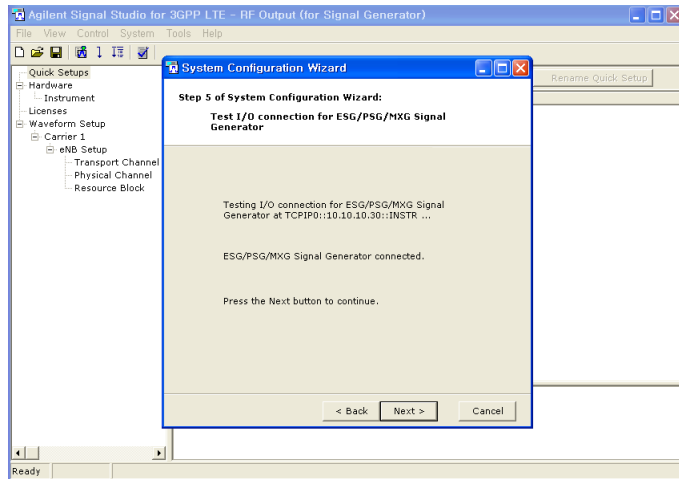 Agilent Signal Studio for 3GPP LTE - RF Output (for Signal Generator)
File View Control System Tools Help
Quick Setups
Hardware
Instrument
Licenses
Waveform Setup
Carrier 1
eNB Setup
Transport Channel
Physical Channel
Resource Block
Rename Quick Setup
System Configuration Wizard
Step 5 of System Configuration Wizard:
Test I/O connection for ESG/PSG/MXG Signal
Generator
Testing I/O connection for ESG/PSG/MXG Signal
Generator at TCPIP0::10.10.10.30::INSTR ...
ESG/PSG/MXG Signal Generator connected.
Press the Next button to continue.
< Back Next > Cancel
Ready